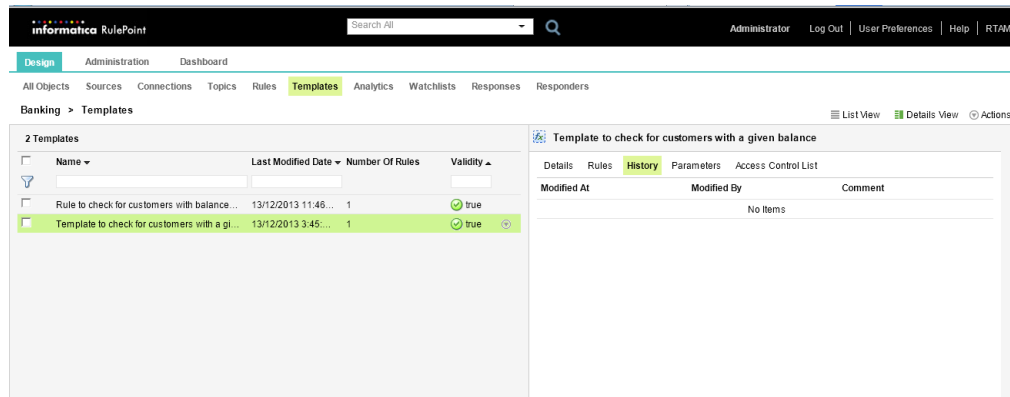 informatica RulePoint Search All Administrator Log Out User Preferences Help RTAM
Design Administration Dashboard
All Objects Sources Connections Topics Rules Templates Analytics Watchlists Responses Responders
Banking > Templates
List View Details View Actions
2 Templates
Name Last Modified Date Number Of Rules Validity
Rule to check for customers with balance... 13/12/2013 11:46... 1 true
Template to check for customers with a gi... 13/12/2013 3:45:... 1 true
fx Template to check for customers with a given balance
Details Rules History Parameters Access Control List
Modified At Modified By Comment
No Items